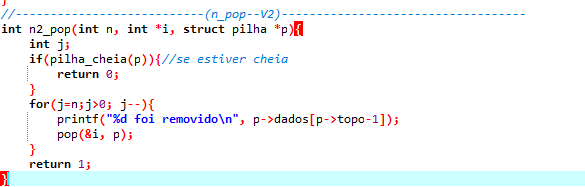 //--------------------------(n_pop--V2)----------------------------------
int n2_pop(int n, int *i, struct pilha *p){
    int j;
    if(pilha_cheia(p)){//se estiver cheia
        return 0;
    }
    for(j=n;j>0; j--){
        printf("%d foi removido\n", p->dados[p->topo-1]);
        pop(&i, p);
    }
    return 1;
}